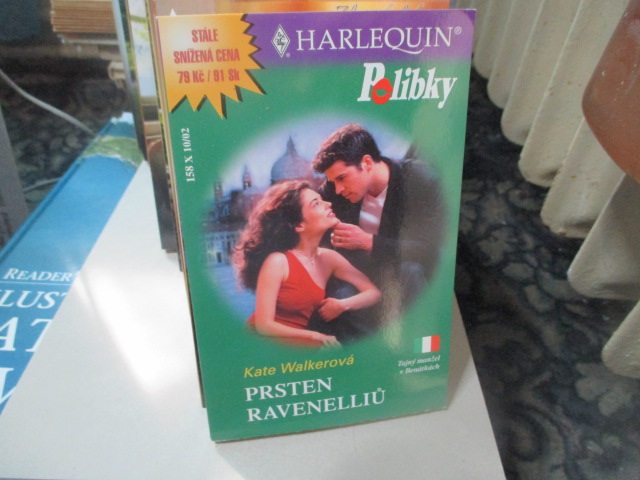 STÁLE
SNÍŽENÁ CENA
79 Kč / 91 Sk
HARLEQUIN®
Polibky
158 X 10/02
Kate Walkerová
PRSTEN
RAVENELLIŮ
Tajný manžel
v Benátkách
READER